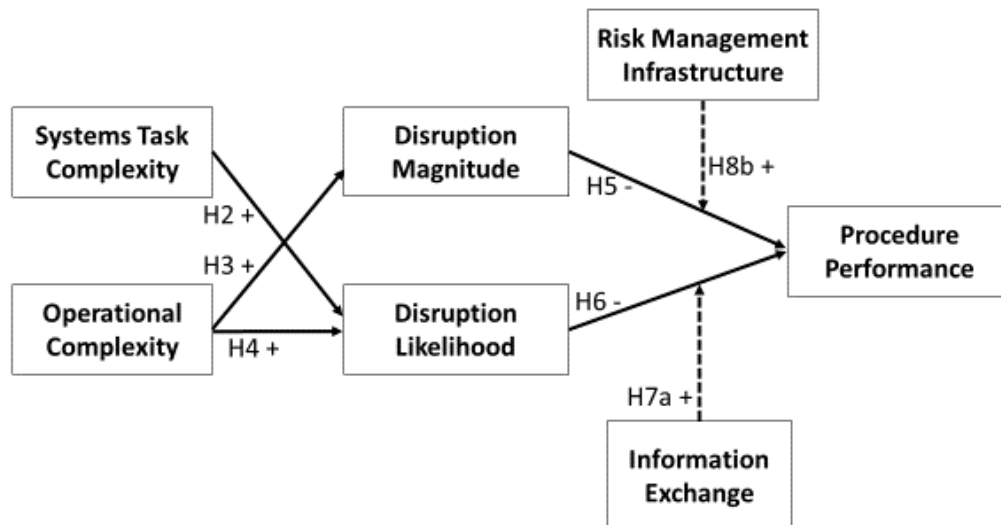 Risk Management
Infrastructure
Systems Task
Complexity
Disruption
Magnitude
H8b +
H5 -
H2 +
Procedure
Performance
H3 +
Operational
Complexity
H4 +
Disruption
Likelihood
H6 -
H7a +
Information
Exchange